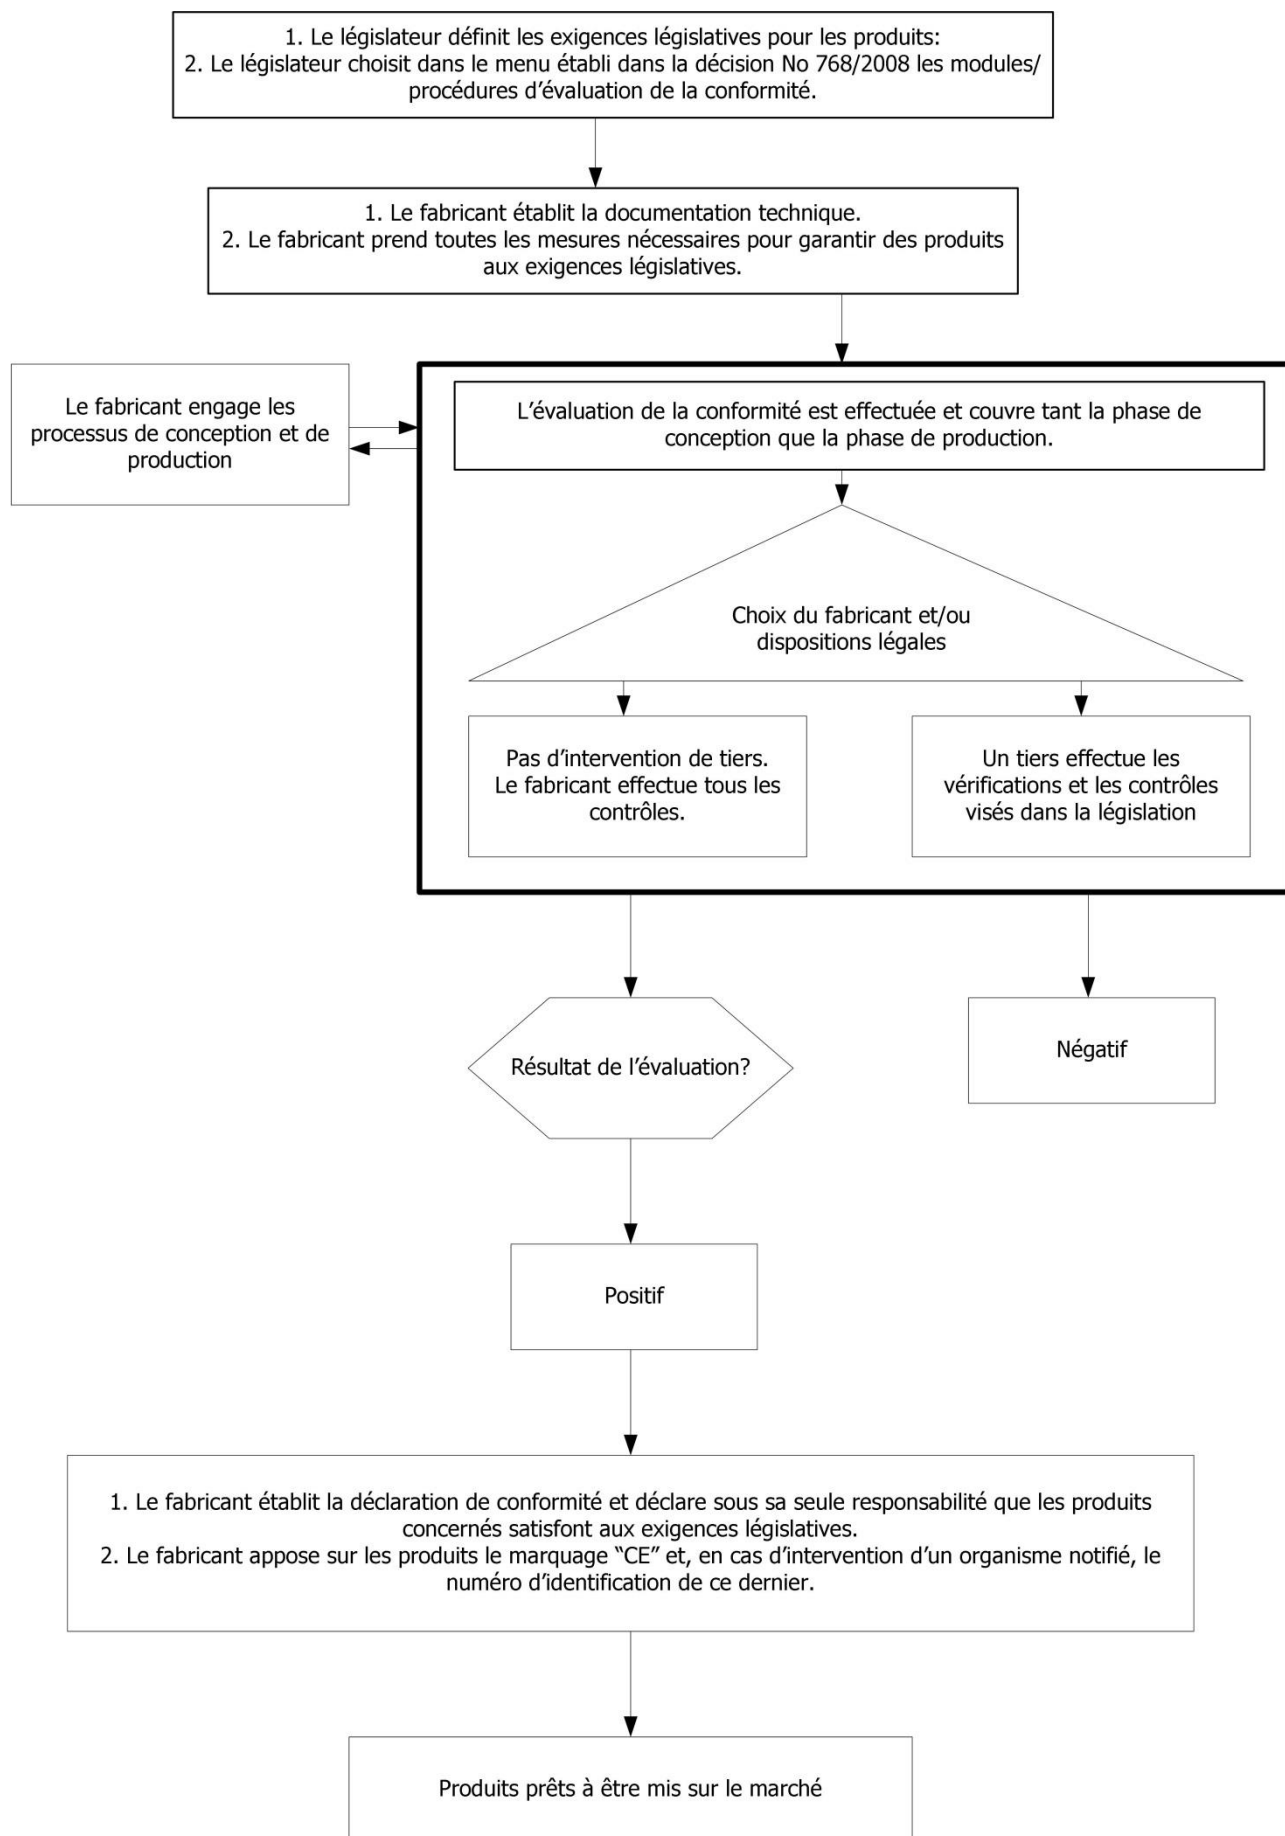 1. Le législateur définit les exigences législatives pour les produits:
2. Le législateur choisit dans le menu établi dans la décision No 768/2008 les modules/
procédures d’évaluation de la conformité.
1. Le fabricant établit la documentation technique.
2. Le fabricant prend toutes les mesures nécessaires pour garantir des produits
aux exigences législatives.
Le fabricant engage les
processus de conception et de
production
L’évaluation de la conformité est effectuée et couvre tant la phase de
conception que la phase de production.
Choix du fabricant et/ou
dispositions légales
Pas d’intervention de tiers.
Le fabricant effectue tous les
contrôles.
Un tiers effectue les
vérifications et les contrôles
visés dans la législation
Résultat de l’évaluation?
Négatif
Positif
1. Le fabricant établit la déclaration de conformité et déclare sous sa seule responsabilité que les produits
concernés satisfont aux exigences législatives.
2. Le fabricant appose sur les produits le marquage “CE” et, en cas d’intervention d’un organisme notifié, le
numéro d’identification de ce dernier.
Produits prêts à être mis sur le marché